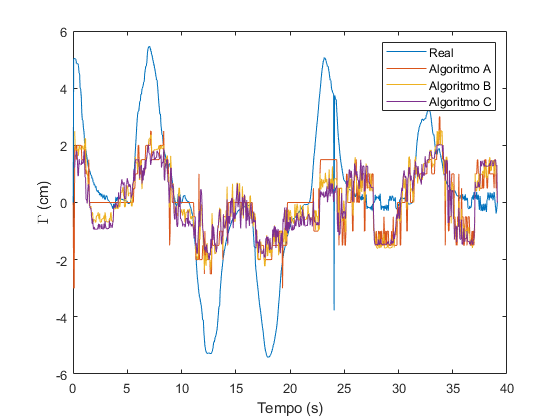 6
4
2
0
-2
-4
-6
Γ (cm)
Real
Algoritmo A
Algoritmo B
Algoritmo C
0 5 10 15 20 25 30 35 40
Tempo (s)